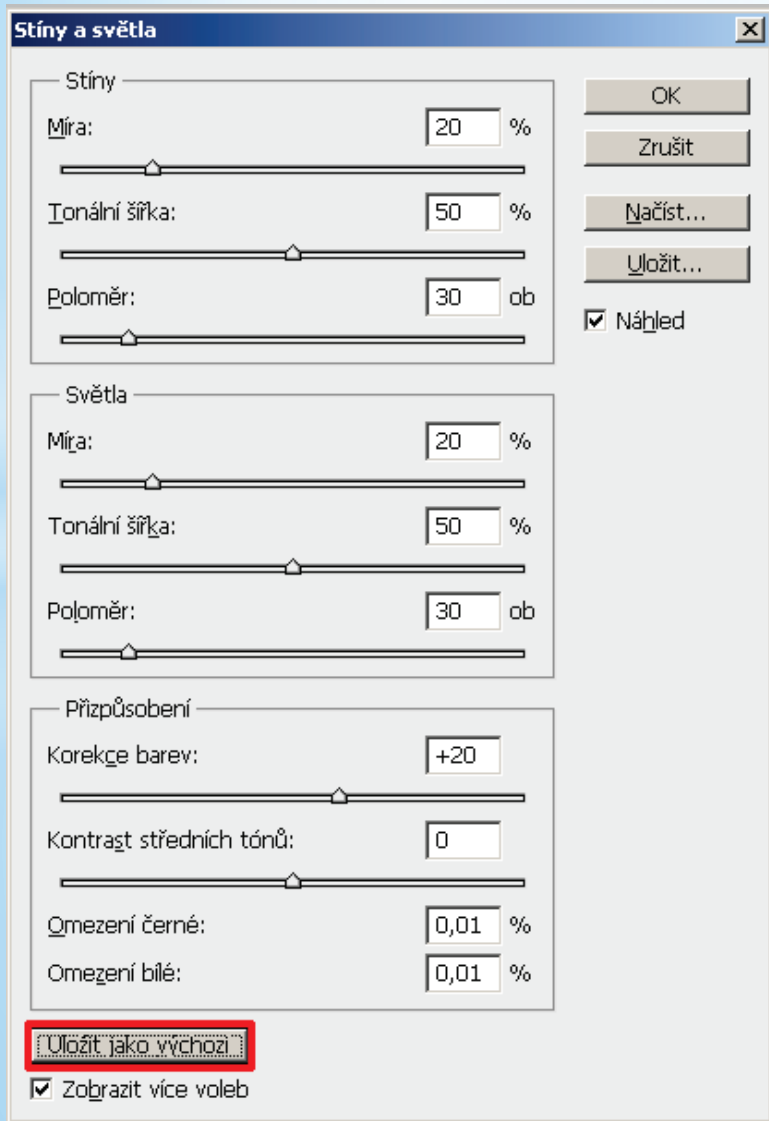 Stíny a světla
Stíny
Míra: 20 %
Tonální šířka: 50 %
Poloměr: 30 ob
Světla
Míra: 20 %
Tonální šířka: 50 %
Poloměr: 30 ob
Přizpůsobení
Korekce barev: +20
Kontrast středních tónů: 0
Omezení černé: 0,01 %
Omezení bílé: 0,01 %
Uložit jako výchozi
Zobrazit více voleb
OK
Zrušit
Načíst...
Uložit...
Náhled